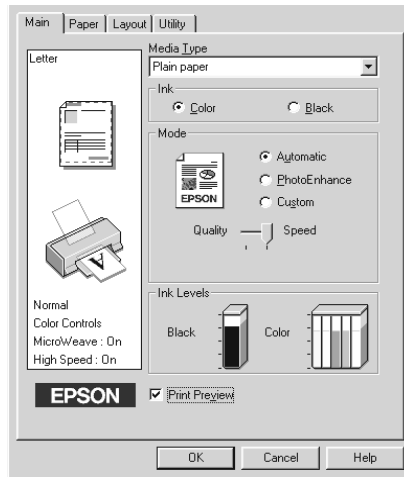 Main
Paper
Layout
Utility
Letter
Media Type
Plain paper
Ink
Color
Black
Mode
EPSON
Automatic
PhotoEnhance
Custom
Quality
Speed
Normal
Color Controls
MicroWeave : On
High Speed : On
Ink Levels
Black
Color
EPSON
Print Preview
OK
Cancel
Help